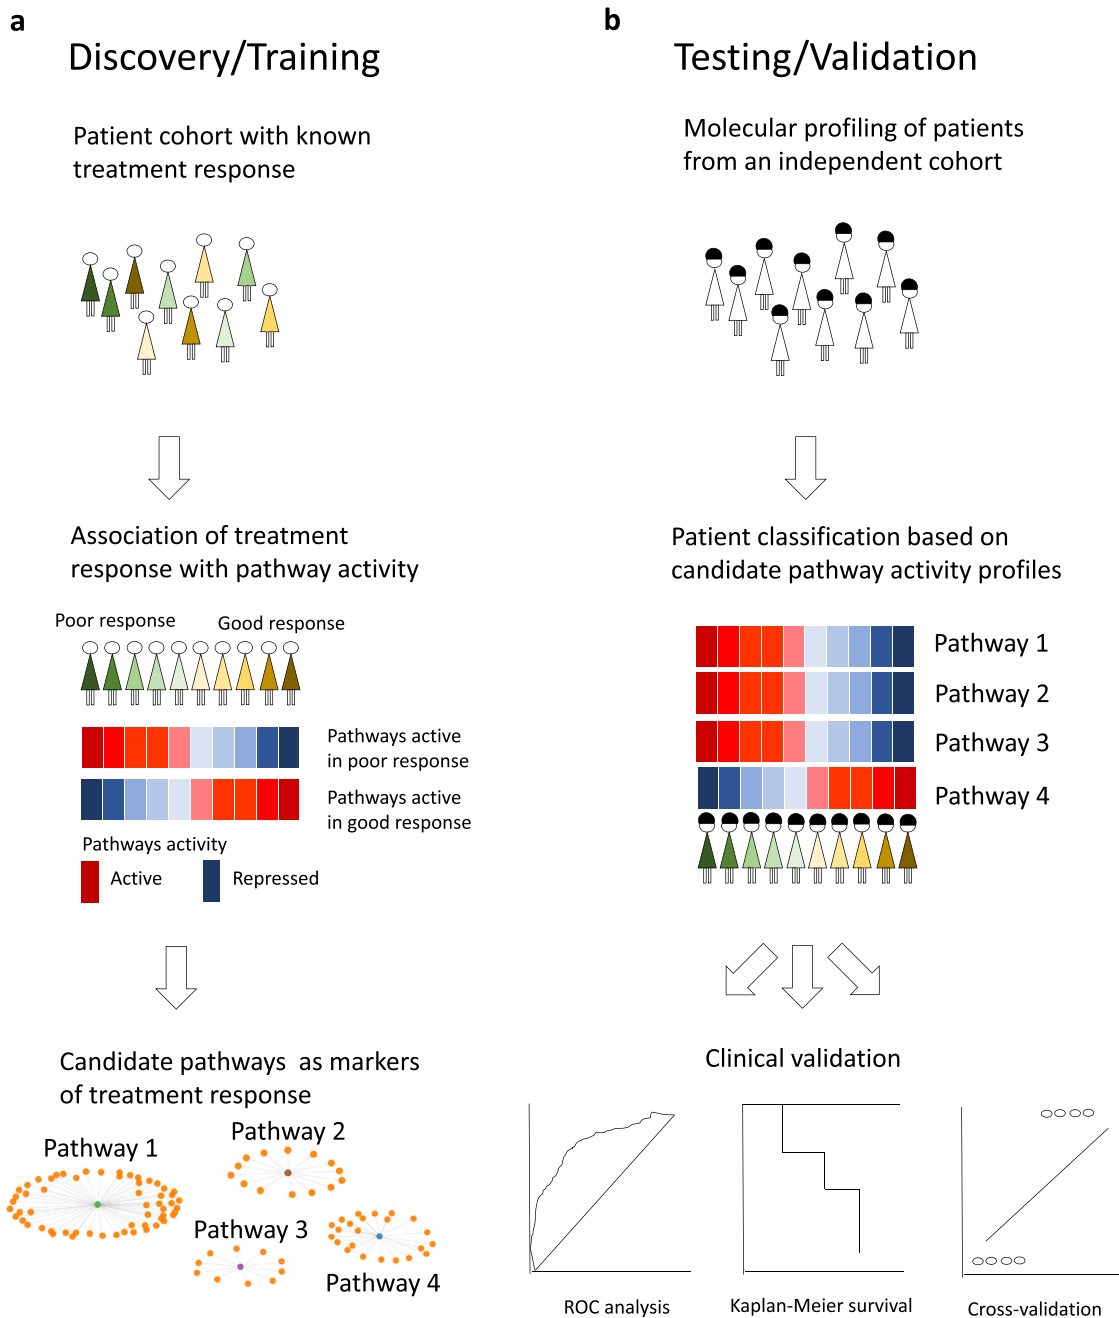 a
Discovery/Training
Patient cohort with known
treatment response
Association of treatment
response with pathway activity
Poor response
Good response
Pathways active
in poor response
Pathways active
in good response
Pathways activity
Active
Repressed
Candidate pathways as markers
of treatment response
Pathway 1
Pathway 2
Pathway 3
Pathway 4
b
Testing/Validation
Molecular profiling of patients
from an independent cohort
Patient classification based on
candidate pathway activity profiles
Pathway 1
Pathway 2
Pathway 3
Pathway 4
Clinical validation
ROC analysis
Kaplan-Meier survival
Cross-validation